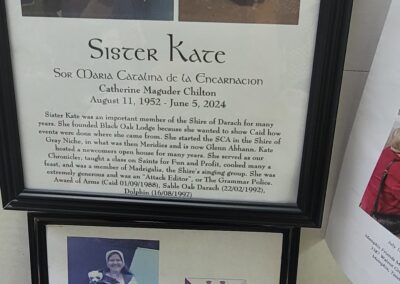 Sister Kate
Sor Maria Catalina de la Encarnacion
Catherine Maguder Chilton
August 11, 1952 - June 5, 2024
Sister Kate was an important member of the Shire of Darach for many
years. She founded Black Oak Lodge because she wanted to show Caid how
events were done where she came from. She started the SCA in the Shire of
Grey Niche, in what was then Meridies and is now Glenn Abhann. Kate
hosted a newcomers open house for many years. She served as our
Chronicler, taught a class on Saints for Fun and Profit, cooked many a
feast, and was a member of Madrigalia, the Shire's singing group. She was
extremely generous and was an "Attack Editor", or The Grammar Police.
Award of Arms (Caid 01/09/1988), Sable Oak Darach (22/02/1992),
Dolphin (16/08/1997)